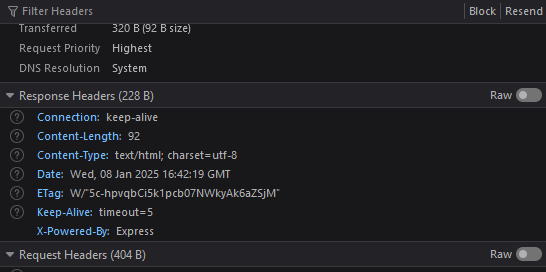 Filter Headers Block Resend
Transferred 320 B (92 B size)
Request Priority Highest
DNS Resolution System
Response Headers (228 B) Raw
Connection: keep-alive
Content-Length: 92
Content-Type: text/html; charset=utf-8
Date: Wed, 08 Jan 2025 16:42:19 GMT
ETag: W/"5c-hpvqbCi5k1pcb07NWkyAk6aZSjM"
Keep-Alive: timeout=5
X-Powered-By: Express
Request Headers (404 B) Raw